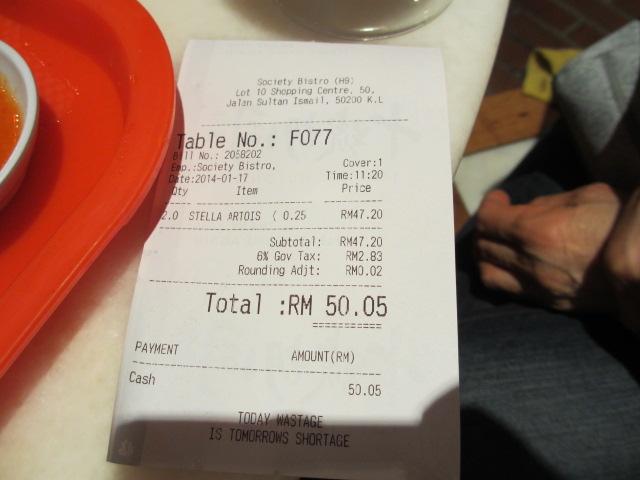 Society Bistro (H9)
Lot 10 Shopping Centre, 50,
Jalan Sultan Ismail, 50200 K.L
Table No.: F077
Bill No.: 2058202
Emp.:Society Bistro, Cover:1
Date:2014-01-17 Time:11:20
Qty Item Price
2.0 STELLA ARTOIS ( 0.25 RM47.20
Subtotal: RM47.20
6% Gov Tax: RM2.83
Rounding Adjt: RM0.02
Total :RM 50.05
PAYMENT AMOUNT(RM)
Cash 50.05
TODAY WASTAGE
IS TOMORROWS SHORTAGE